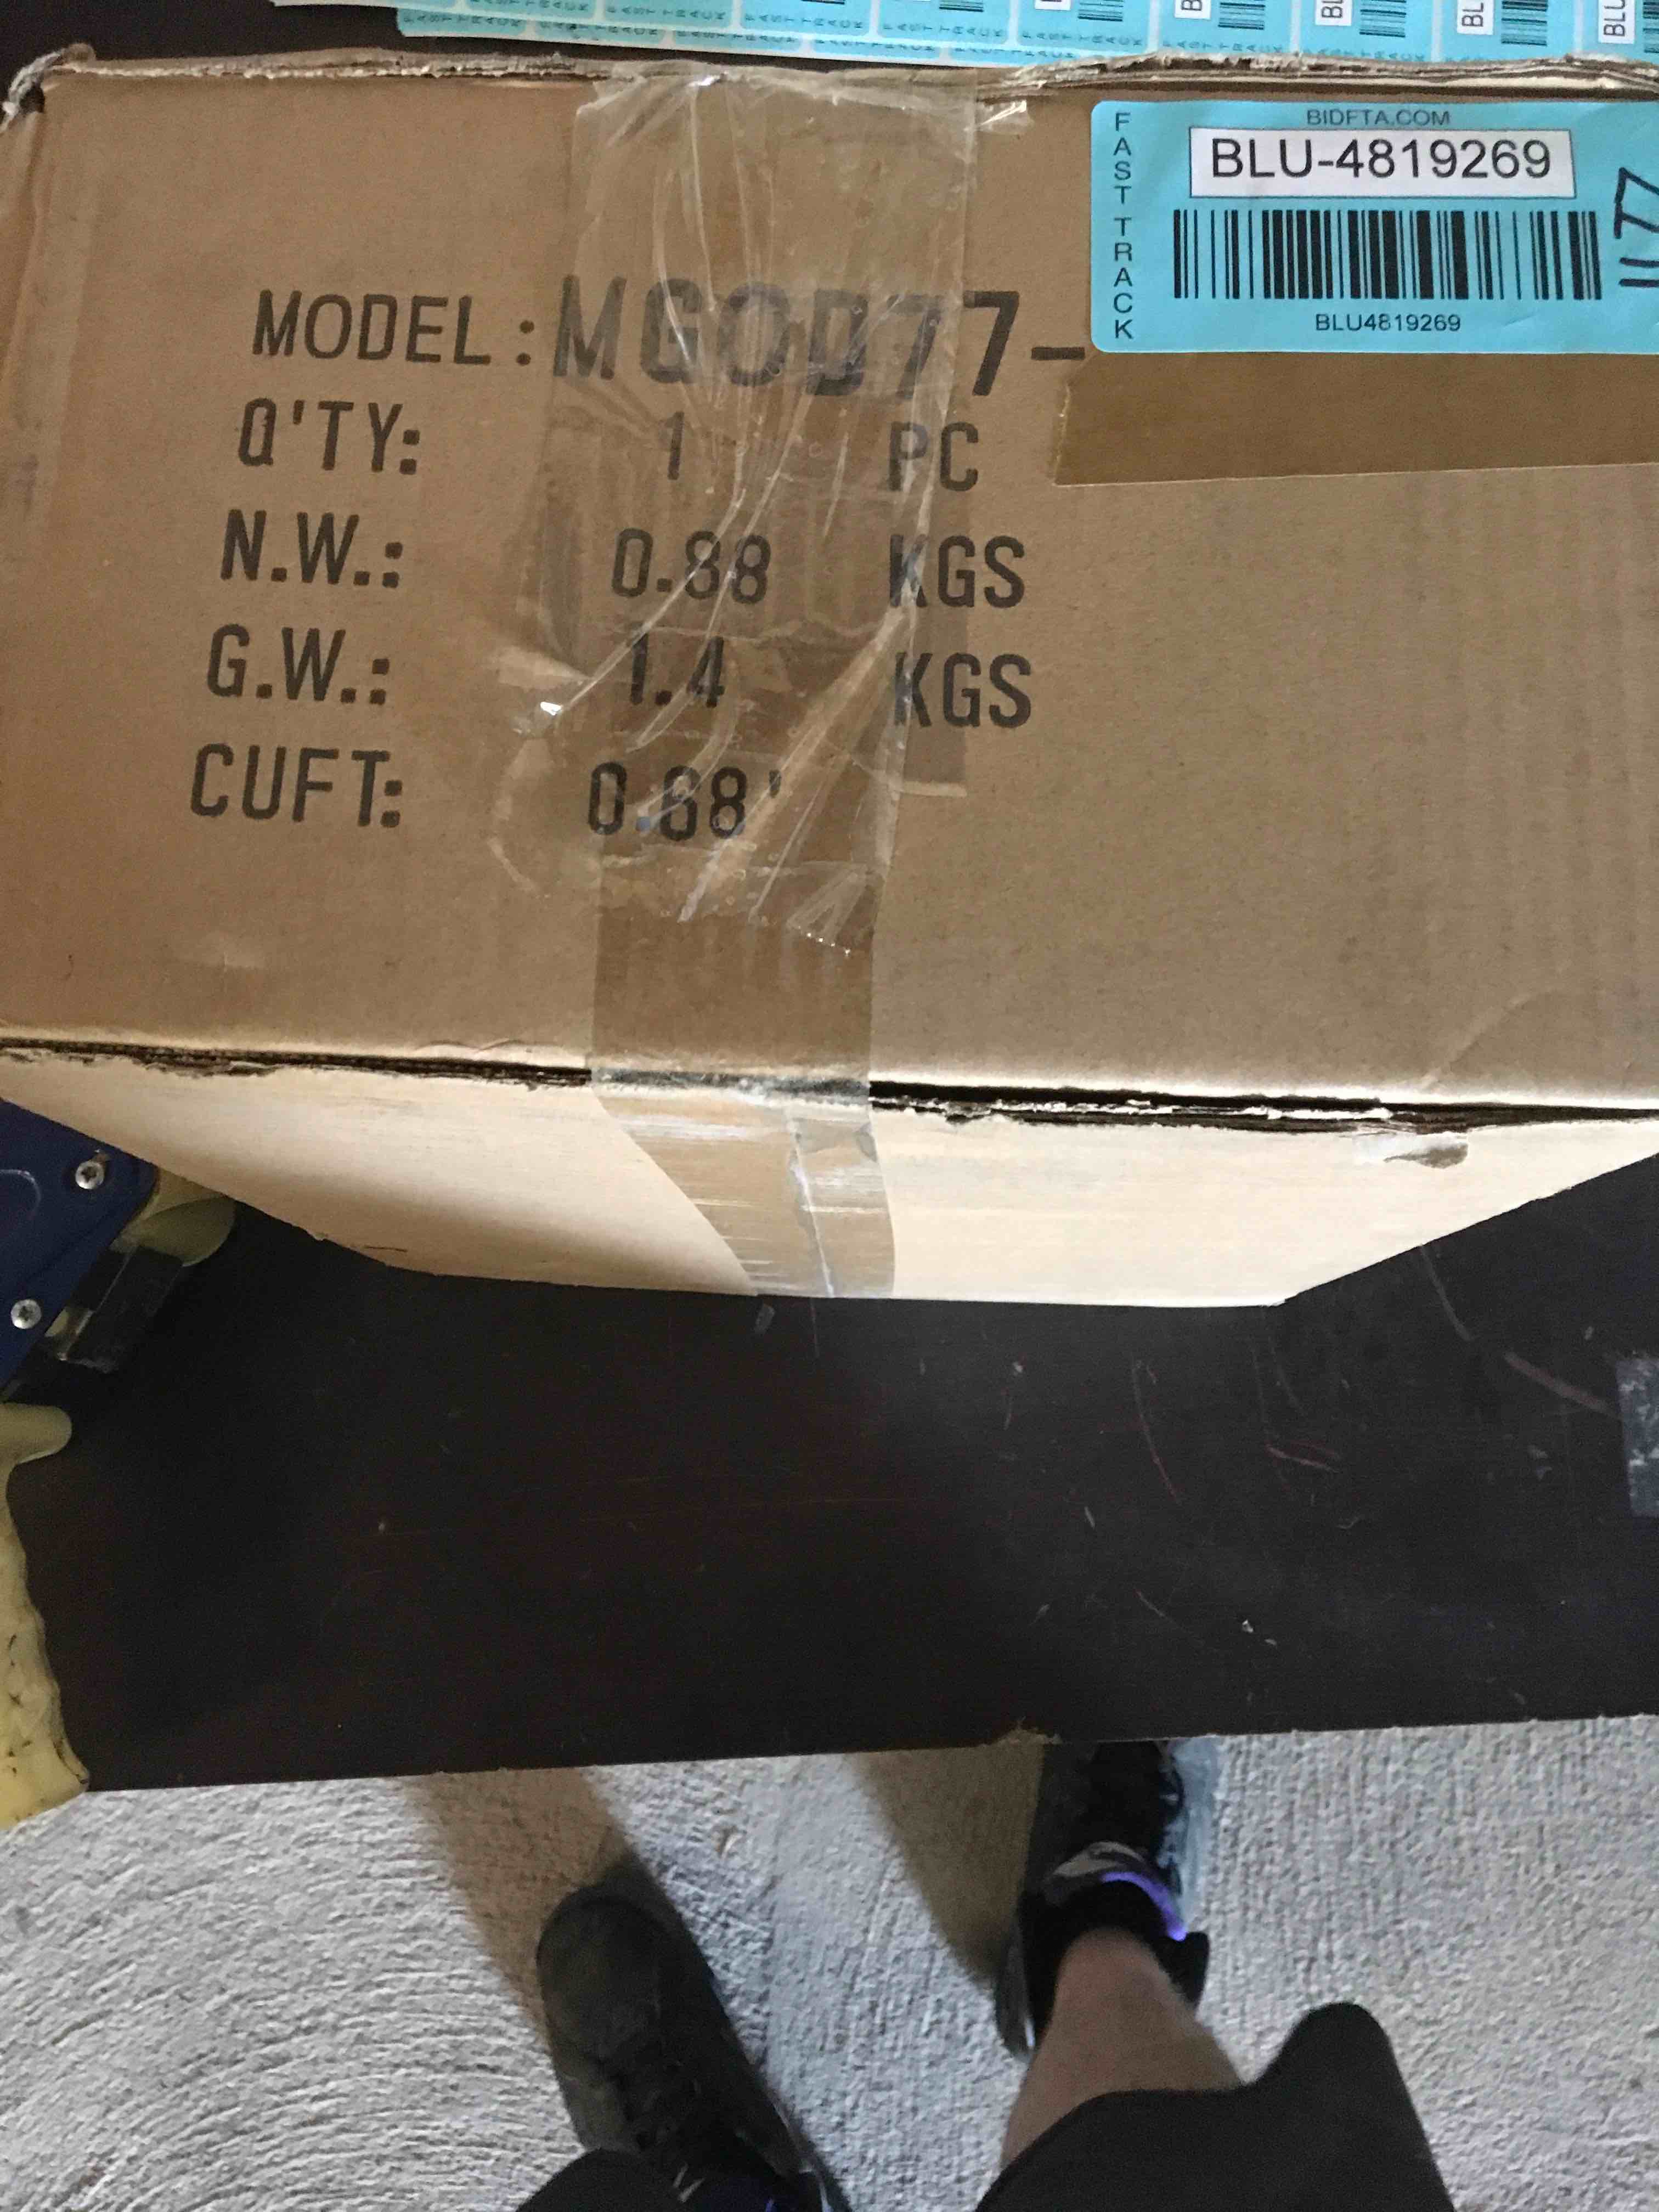 BIDFTA.COM
BLU-4819269
FAST TRACK
BLU4819269
MODEL: MGOD77-
Q'TY: 1 PC
N.W.: 0.88 KGS
G.W.: 1.4 KGS
CUFT: 0.68'